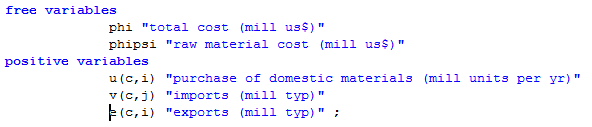 free variables
phi "total cost (mill us$)"
phipsi "raw material cost (mill us$)"
positive variables
u(c,i) "purchase of domestic materials (mill units per yr)"
v(c,j) "imports (mill typ)"
e(c,i) "exports (mill typ)" ;